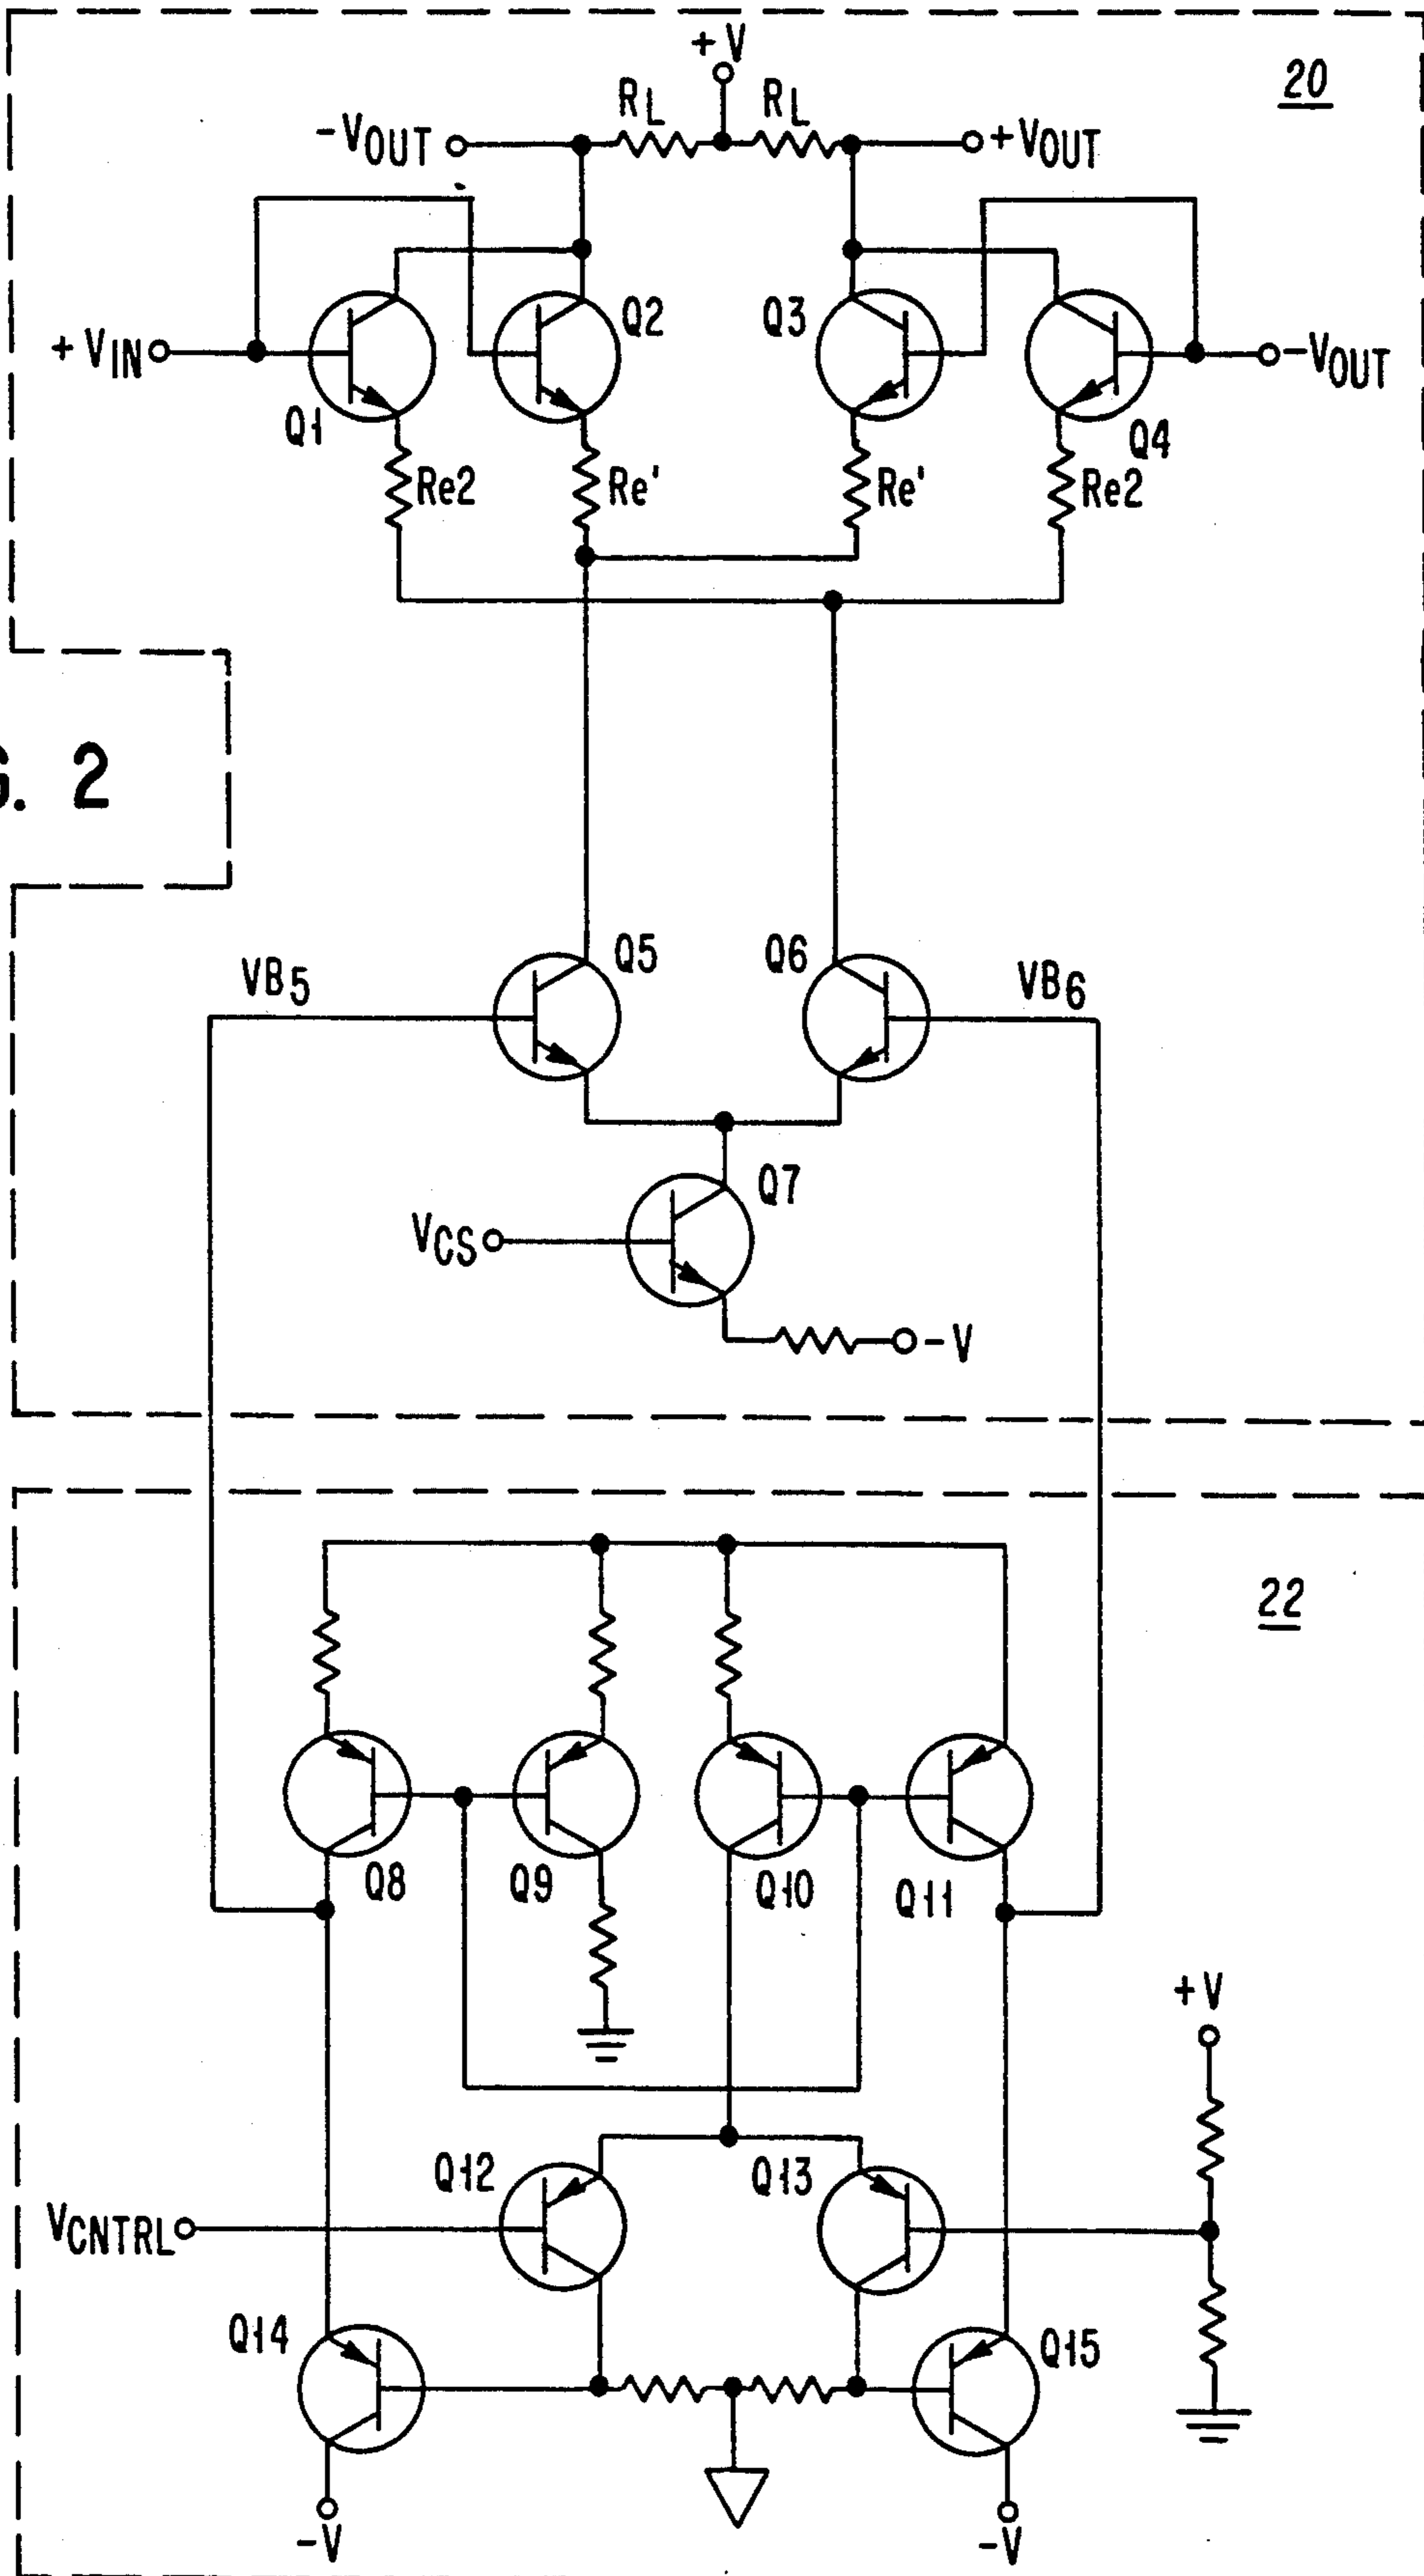 +V
20
RL RL
-VOUT +VOUT
Q2 Q3
+VIN -VOUT
Q1 Q4
Re2 Re' Re' Re2
G. 2
Q5 Q6
VB5 VB6
Q7
VCS
-V
22
Q8 Q9 Q10 Q11
+V
Q12 Q13
VCNTRL
Q14 Q15
-V -V